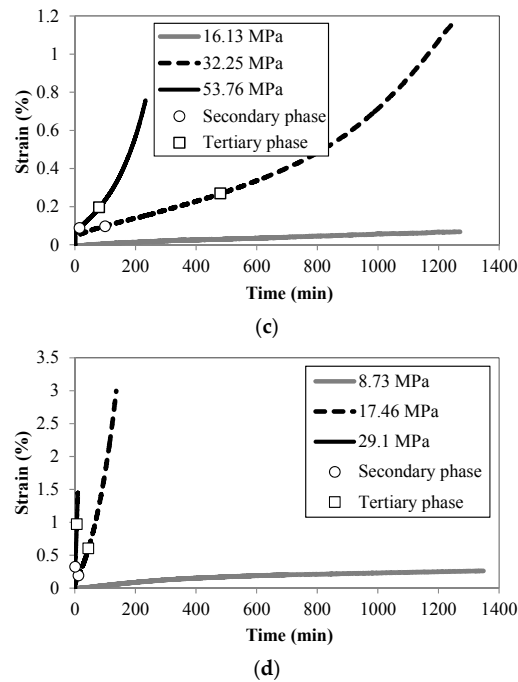 1.2
1
0.8
0.6
0.4
0.2
0
Strain (%)
16.13 MPa
32.25 MPa
53.76 MPa
Secondary phase
Tertiary phase
0 200 400 600 800 1000 1200 1400
Time (min)
(c)
3.5
3
2.5
2
1.5
1
0.5
0
Strain (%)
8.73 MPa
17.46 MPa
29.1 MPa
Secondary phase
Tertiary phase
0 200 400 600 800 1000 1200 1400
Time (min)
(d)